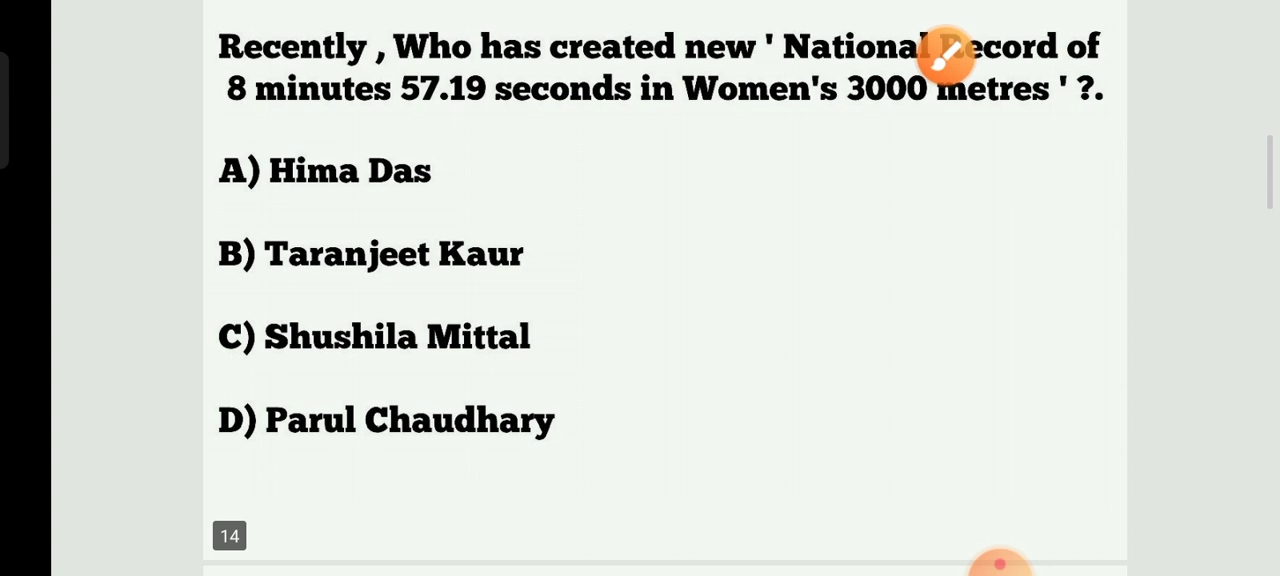 Recently , Who has created new ' National Record of
8 minutes 57.19 seconds in Women's 3000 metres ' ?.
A) Hima Das
B) Taranjeet Kaur
C) Shushila Mittal
D) Parul Chaudhary
14